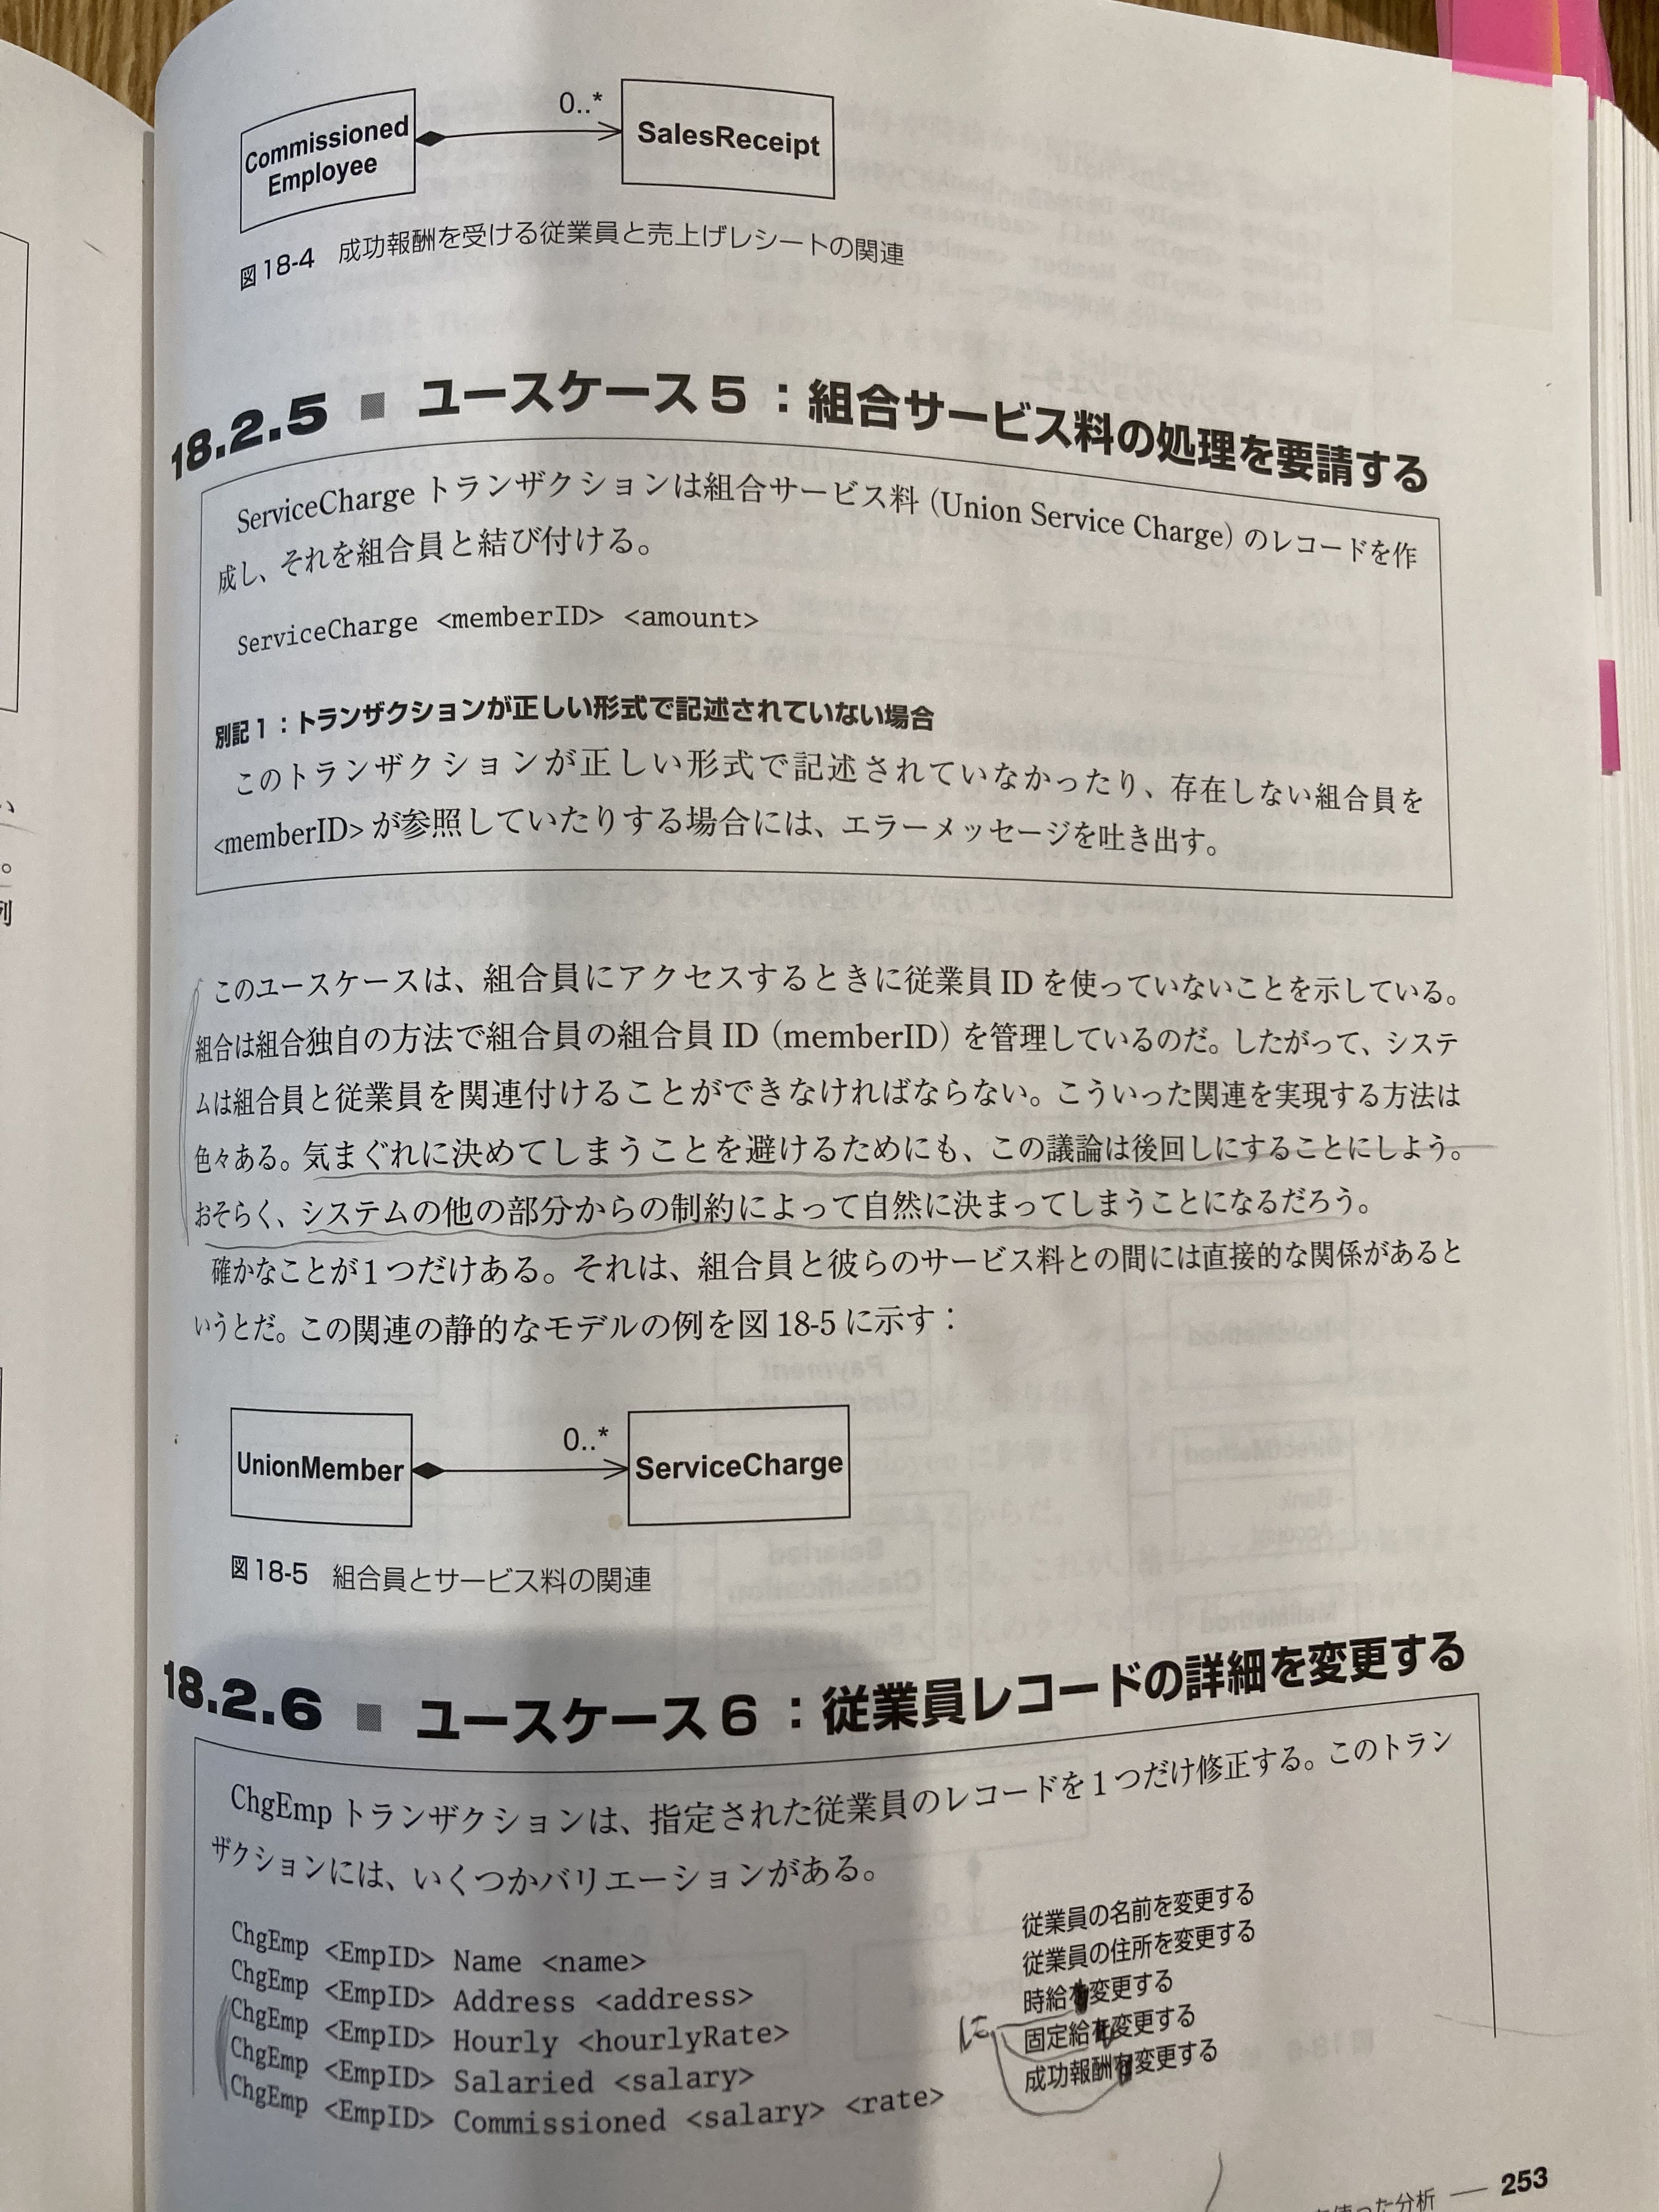 Commissioned
Employee
0..*
SalesReceipt
図18-4 成功報酬を受ける従業員と売上げレシートの関連
18.2.5 ■ ユースケース5：組合サービス料の処理を要請する
ServiceCharge トランザクションは組合サービス料（Union Service Charge）のレコードを作
成し、それを組合員と結び付ける。
ServiceCharge <memberID> <amount>
別記1：トランザクションが正しい形式で記述されていない場合
このトランザクションが正しい形式で記述されていなかったり、存在しない組合員を
<memberID>が参照していたりする場合には、エラーメッセージを吐き出す。
このユースケースは、組合員にアクセスするときに従業員IDを使っていないことを示している。
組合は組合独自の方法で組合員の組合員ID（memberID）を管理しているのだ。したがって、システ
ムは組合員と従業員を関連付けることができなければならない。こういった関連を実現する方法は
色々ある。気まぐれに決めてしまうことを避けるためにも、この議論は後回しにすることにしよう。
おそらく、システムの他の部分からの制約によって自然に決まってしまうことになるだろう。
確かなことが1つだけある。それは、組合員と彼らのサービス料との間には直接的な関係があると
いうとだ。この関連の静的なモデルの例を図18-5に示す：
UnionMember
0..*
ServiceCharge
図18-5 組合員とサービス料の関連
18.2.6 ■ ユースケース6：従業員レコードの詳細を変更する
ChgEmp トランザクションは、指定された従業員のレコードを1つだけ修正する。このトラン
ザクションには、いくつかバリエーションがある。
ChgEmp <EmpID> Name <name> 従業員の名前を変更する
ChgEmp <EmpID> Address <address> 従業員の住所を変更する
ChgEmp <EmpID> Hourly <hourlyRate> 時給に変更する
ChgEmp <EmpID> Salaried <salary> 固定給に変更する
ChgEmp <EmpID> Commissioned <salary> <rate> 成功報酬に変更する
に
使った分析 — 253